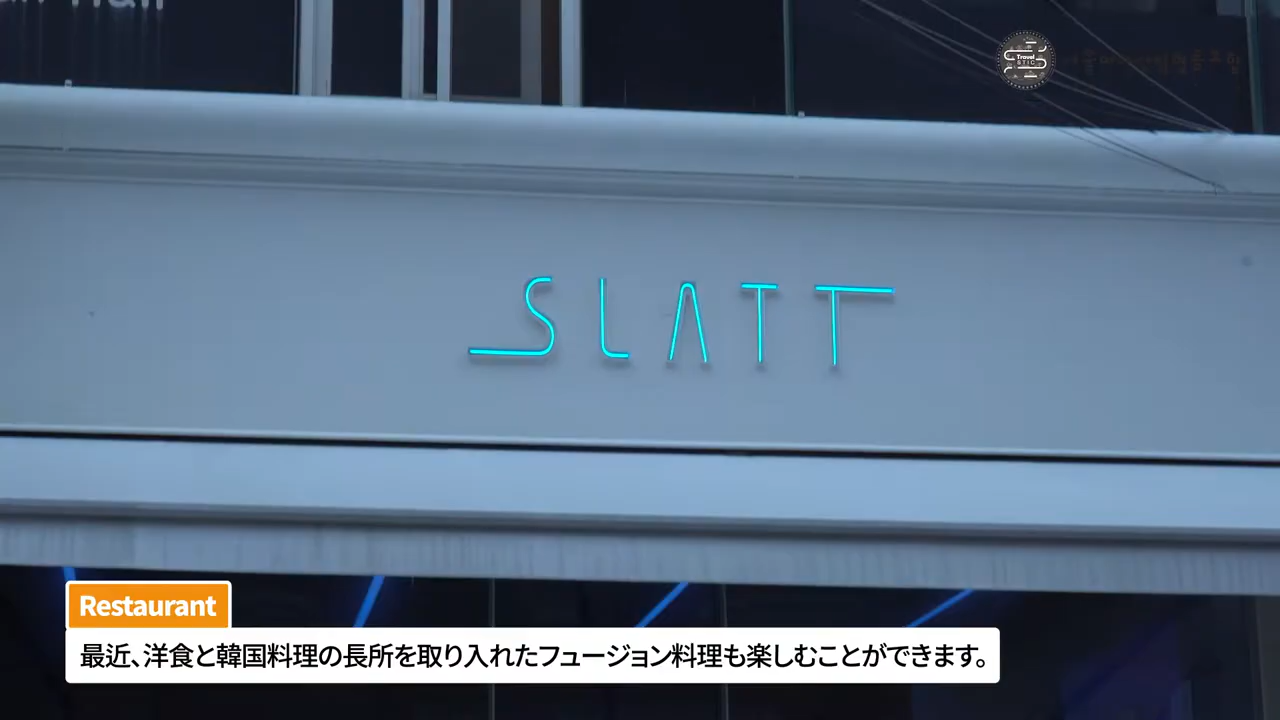 Travel
STIC
SLATT
Restaurant
最近、洋食と韓国料理の長所を取り入れたフュージョン料理も楽しむことができます。